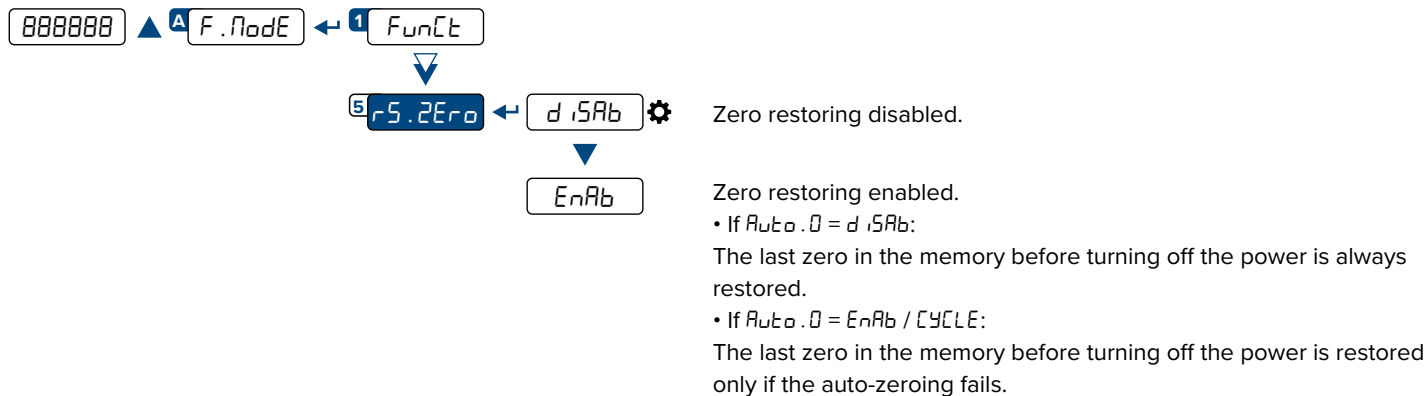 888888 A F.ModE 1 FunCt
5 rS.ZEro diSAb Zero restoring disabled.
EnAb Zero restoring enabled.
• If Auto.0 = diSAb:
The last zero in the memory before turning off the power is always
restored.
• If Auto.0 = EnAb / CYCLE:
The last zero in the memory before turning off the power is restored
only if the auto-zeroing fails.